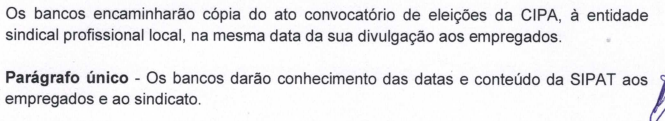 Os bancos encaminharão cópia do ato convocatório de eleições da CIPA, à entidade
sindical profissional local, na mesma data da sua divulgação aos empregados.
Parágrafo único - Os bancos darão conhecimento das datas e conteúdo da SIPAT aos
empregados e ao sindicato.